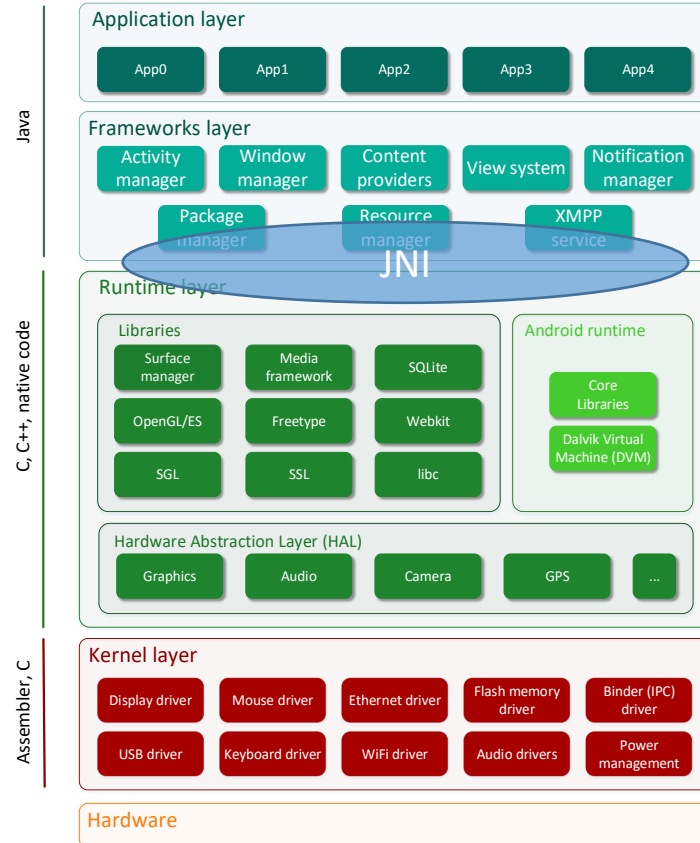 Application layer
App0
App1
App2
App3
App4
Java
Frameworks layer
Activity
manager
Window
manager
Content
providers
View system
Notification
manager
Package
manager
Resource
manager
XMPP
service
JNI
C, C++, native code
Runtime layer
Libraries
Surface
manager
Media
framework
SQLite
OpenGL/ES
Freetype
Webkit
SGL
SSL
libc
Android runtime
Core
Libraries
Dalvik Virtual
Machine (DVM)
Hardware Abstraction Layer (HAL)
Graphics
Audio
Camera
GPS
...
Assembler, C
Kernel layer
Display driver
Mouse driver
Ethernet driver
Flash memory
driver
Binder (IPC)
driver
USB driver
Keyboard driver
WiFi driver
Audio drivers
Power
management
Hardware